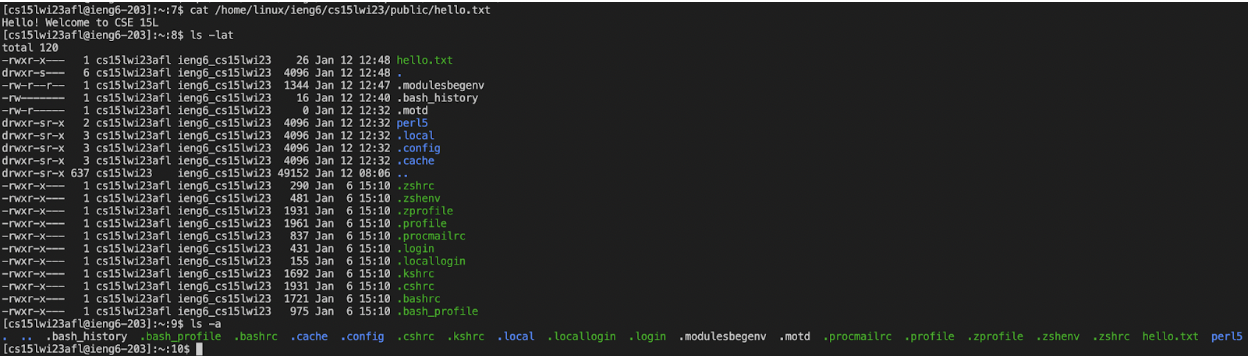 [cs15lwi23afl@ieng6-203]:~:7$ cat /home/linux/ieng6/cs15lwi23/public/hello.txt
Hello! Welcome to CSE 15L
[cs15lwi23afl@ieng6-203]:~:8$ ls -lat
total 120
-rwxr-x---   1 cs15lwi23afl ieng6_cs15lwi23    26 Jan 12 12:48 hello.txt
drwxr-s---   6 cs15lwi23afl ieng6_cs15lwi23  4096 Jan 12 12:48 .
-rw-r--r--   1 cs15lwi23afl ieng6_cs15lwi23  1344 Jan 12 12:47 .modulesbegenv
-rw-------   1 cs15lwi23afl ieng6_cs15lwi23    16 Jan 12 12:40 .bash_history
-rw-r-----   1 cs15lwi23afl ieng6_cs15lwi23     0 Jan 12 12:32 .motd
drwxr-sr-x   2 cs15lwi23afl ieng6_cs15lwi23  4096 Jan 12 12:32 perl5
drwxr-sr-x   3 cs15lwi23afl ieng6_cs15lwi23  4096 Jan 12 12:32 .local
drwxr-sr-x   3 cs15lwi23afl ieng6_cs15lwi23  4096 Jan 12 12:32 .config
drwxr-sr-x   3 cs15lwi23afl ieng6_cs15lwi23  4096 Jan 12 12:32 .cache
drwxr-sr-x 637 cs15lwi23    ieng6_cs15lwi23 49152 Jan 12 08:06 ..
-rwxr-x---   1 cs15lwi23afl ieng6_cs15lwi23   290 Jan  6 15:10 .zshrc
-rwxr-x---   1 cs15lwi23afl ieng6_cs15lwi23   481 Jan  6 15:10 .zshenv
-rwxr-x---   1 cs15lwi23afl ieng6_cs15lwi23  1931 Jan  6 15:10 .zprofile
-rwxr-x---   1 cs15lwi23afl ieng6_cs15lwi23  1961 Jan  6 15:10 .profile
-rwxr-x---   1 cs15lwi23afl ieng6_cs15lwi23   837 Jan  6 15:10 .procmailrc
-rwxr-x---   1 cs15lwi23afl ieng6_cs15lwi23   431 Jan  6 15:10 .login
-rwxr-x---   1 cs15lwi23afl ieng6_cs15lwi23   155 Jan  6 15:10 .locallogin
-rwxr-x---   1 cs15lwi23afl ieng6_cs15lwi23  1692 Jan  6 15:10 .kshrc
-rwxr-x---   1 cs15lwi23afl ieng6_cs15lwi23  1931 Jan  6 15:10 .cshrc
-rwxr-x---   1 cs15lwi23afl ieng6_cs15lwi23  1721 Jan  6 15:10 .bashrc
-rwxr-x---   1 cs15lwi23afl ieng6_cs15lwi23   975 Jan  6 15:10 .bash_profile
[cs15lwi23afl@ieng6-203]:~:9$ ls -a
.  ..  .bash_history  .bash_profile  .bashrc  .cache  .config  .cshrc  .kshrc  .local  .locallogin  .login  .modulesbegenv  .motd  .procmailrc  .profile  .zprofile  .zshenv  .zshrc  hello.txt  perl5
[cs15lwi23afl@ieng6-203]:~:10$